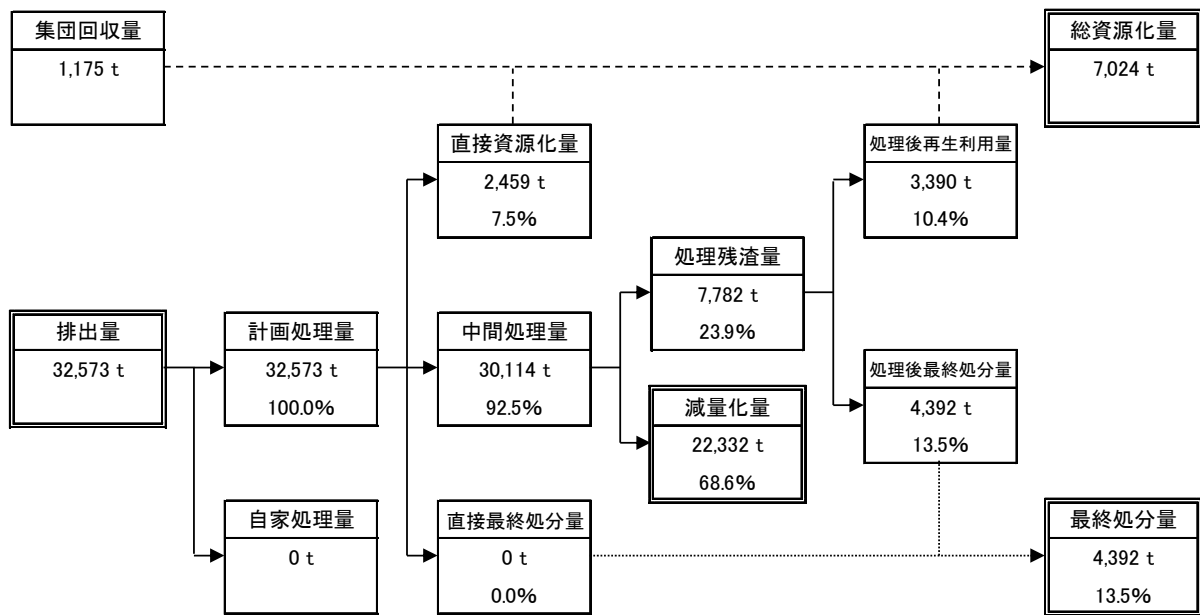 集団回収量
1,175 t
総資源化量
7,024 t
直接資源化量
2,459 t
7.5%
処理後再生利用量
3,390 t
10.4%
処理残渣量
7,782 t
23.9%
排出量
32,573 t
計画処理量
32,573 t
100.0%
中間処理量
30,114 t
92.5%
処理後最終処分量
4,392 t
13.5%
減量化量
22,332 t
68.6%
自家処理量
0 t
直接最終処分量
0 t
0.0%
最終処分量
4,392 t
13.5%